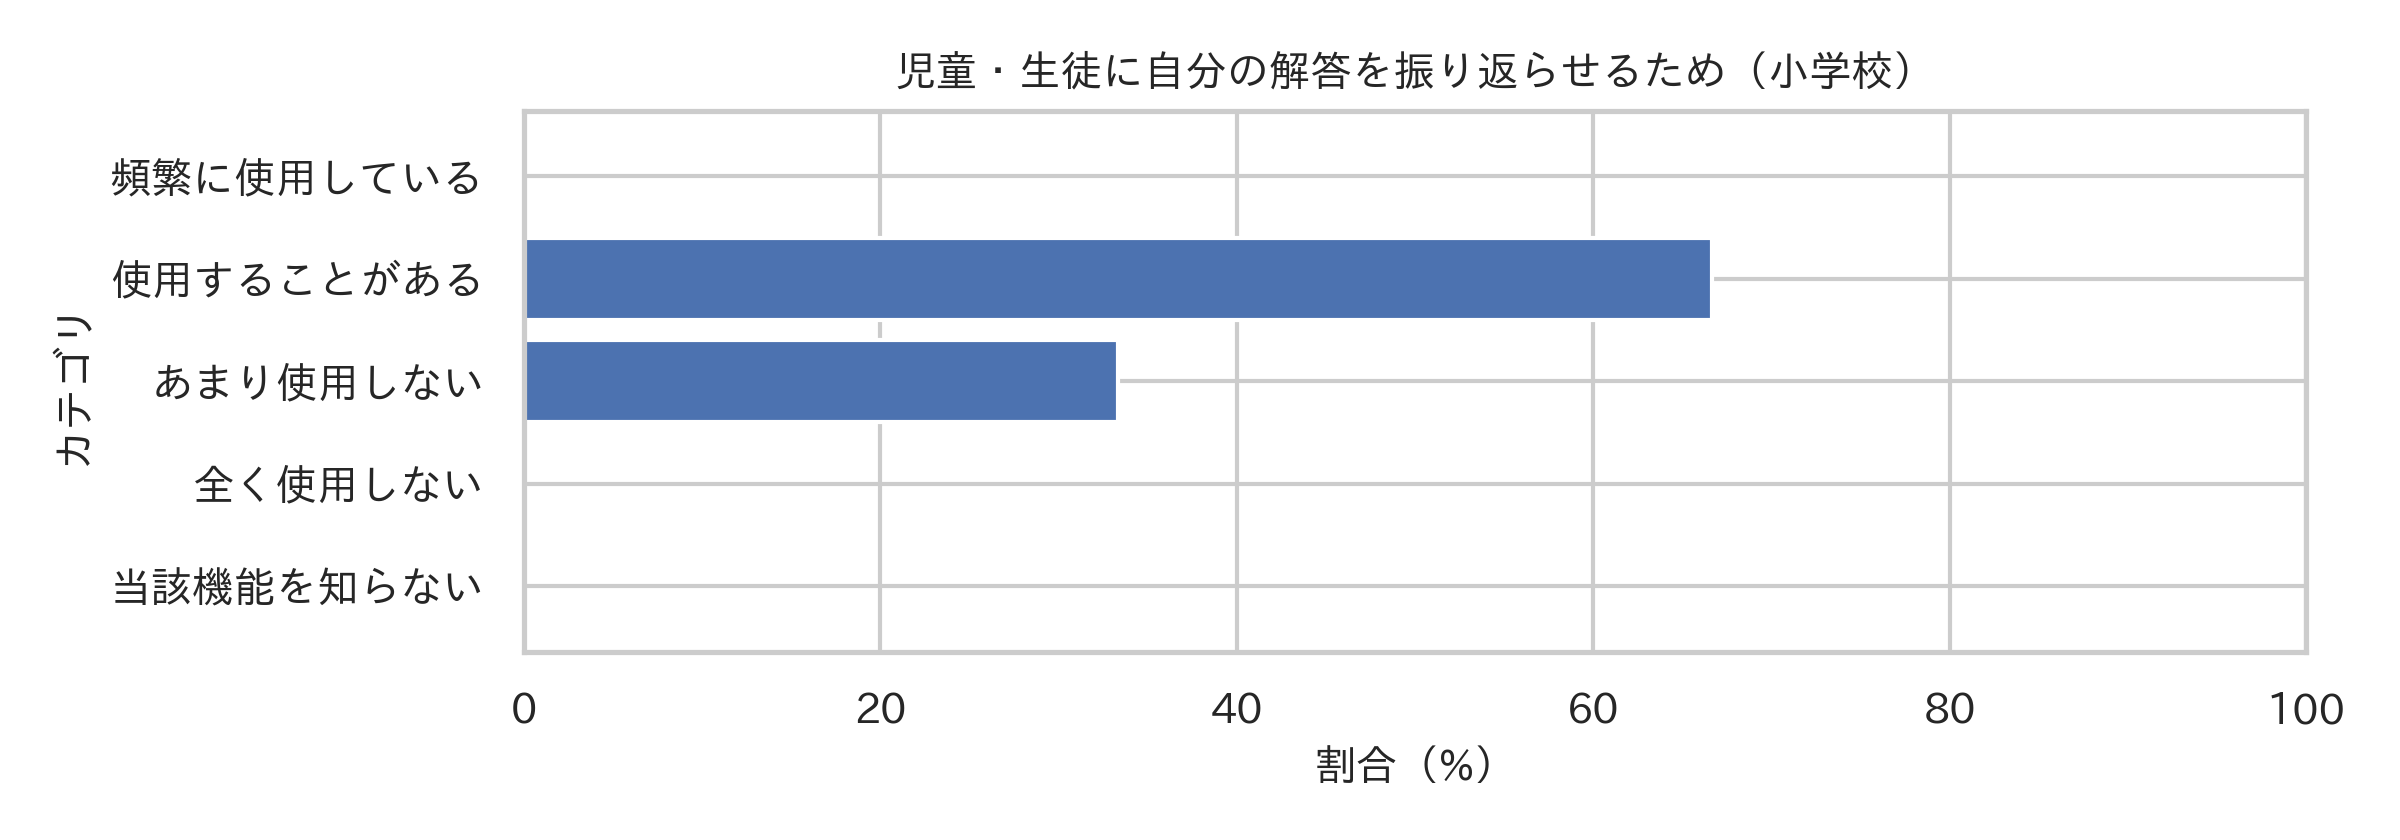 児童・生徒に自分の解答を振り返らせるため（小学校）
頻繁に使用している
使用することがある
あまり使用しない
全く使用しない
当該機能を知らない
カテゴリ
0 20 40 60 80 100
割合（%）